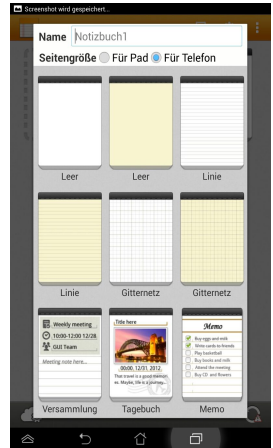 Screenshot wird gespeichert...
Name Notizbuch1
Seitengröße Für Pad Für Telefon
Leer
Leer
Linie
Linie
Gitternetz
Gitternetz
Weekly meeting
10:00-12:00 12/28
GUI Team
Meeting note here...
Versammlung
Title here
00:00. 12/31. 2012
That travel is a good memori
es. Maybe, life is a journey...
Tagebuch
Memo
Buy eggs and milk
Write cards to friends
Play basketball
Buy books and milk
Attend the meeting
Buy CD and flowers
Memo